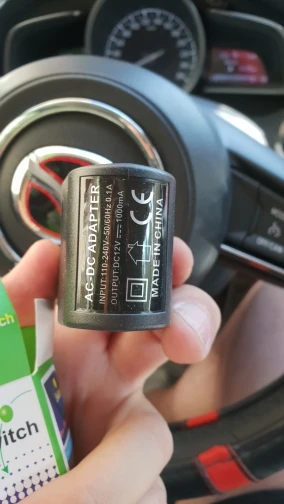 AC-DC ADAPTER
INPUT:110-240V~50/60Hz 0.1A
OUTPUT:DC12V⎓1000mA
CE
MADE IN CHINA
itch